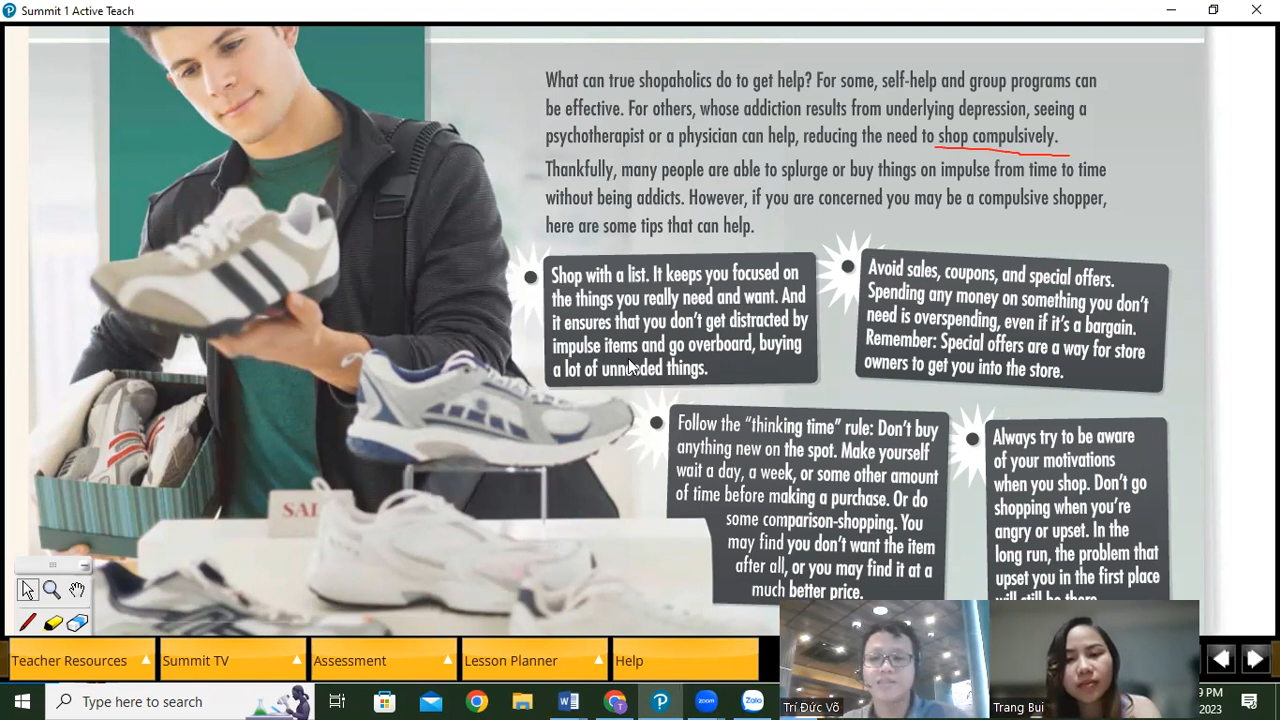 Summit 1 Active Teach
What can true shopaholics do to get help? For some, self-help and group programs can
be effective. For others, whose addiction results from underlying depression, seeing a
psychotherapist or a physician can help, reducing the need to shop compulsively.
Thankfully, many people are able to splurge or buy things on impulse from time to time
without being addicts. However, if you are concerned you may be a compulsive shopper,
here are some tips that can help.
Shop with a list. It keeps you focused on
the things you really need and want. And
it ensures that you don't get distracted by
impulse items and go overboard, buying
a lot of unneeded things.
Avoid sales, coupons, and special offers.
Spending any money on something you don't
need is overspending, even if it's a bargain.
Remember: Special offers are a way for store
owners to get you into the store.
Follow the "thinking time" rule: Don't buy
anything new on the spot. Make yourself
wait a day, a week, or some other amount
of time before making a purchase. Or do
some comparison-shopping. You
may find you don't want the item
after all, or you may find it at a
much better price.
Always try to be aware
of your motivations
when you shop. Don't go
shopping when you're
angry or upset. In the
long run, the problem that
upset you in the first place
will still be there.
SAL
Teacher Resources
Summit TV
Assessment
Lesson Planner
Help
Type here to search
Trí Đức Võ
Trang Bui
9 PM
2023